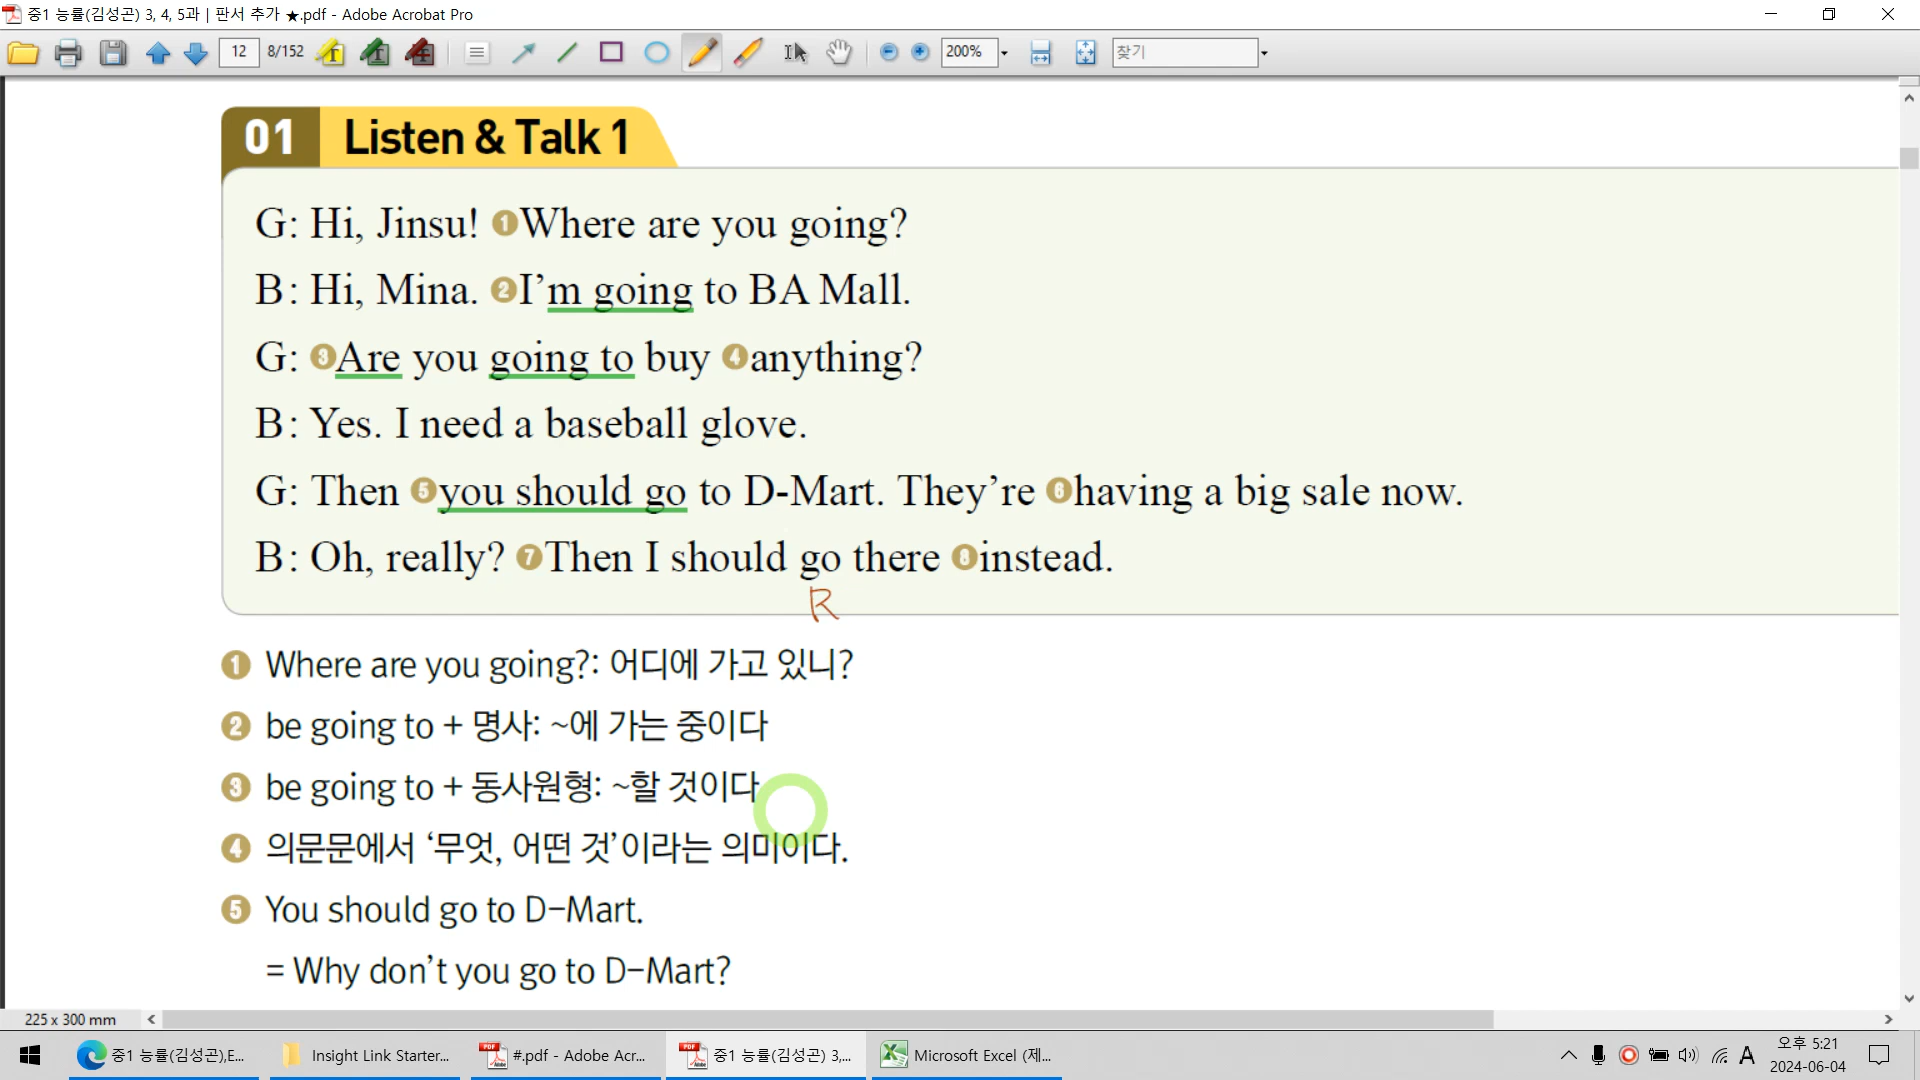 중1 능률(김성곤) 3, 4, 5과 | 판서 추가 ★.pdf - Adobe Acrobat Pro
12 8/152 200% 찾기
01 Listen & Talk 1
G: Hi, Jinsu! ❶Where are you going?
B: Hi, Mina. ❷I'm going to BA Mall.
G: ❸Are you going to buy ❹anything?
B: Yes. I need a baseball glove.
G: Then ❺you should go to D-Mart. They're ❻having a big sale now.
B: Oh, really? ❼Then I should go there ❽instead.
R
❶ Where are you going?: 어디에 가고 있니?
❷ be going to + 명사: ~에 가는 중이다
❸ be going to + 동사원형: ~할 것이다
❹ 의문문에서 ‘무엇, 어떤 것’이라는 의미이다.
❺ You should go to D-Mart.
= Why don't you go to D-Mart?
225 x 300 mm
중1 능률(김성곤),E... Insight Link Starter... #.pdf - Adobe Acr... 중1 능률(김성곤) 3,... Microsoft Excel (제... A 오후 5:21
2024-06-04